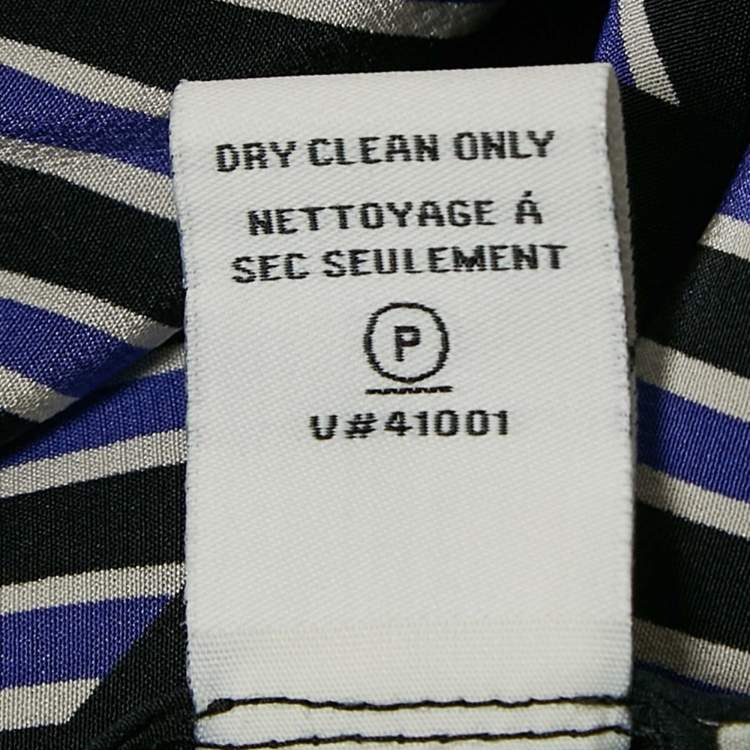 DRY CLEAN ONLY
NETTOYAGE Á
SEC SEULEMENT
P
V#41001